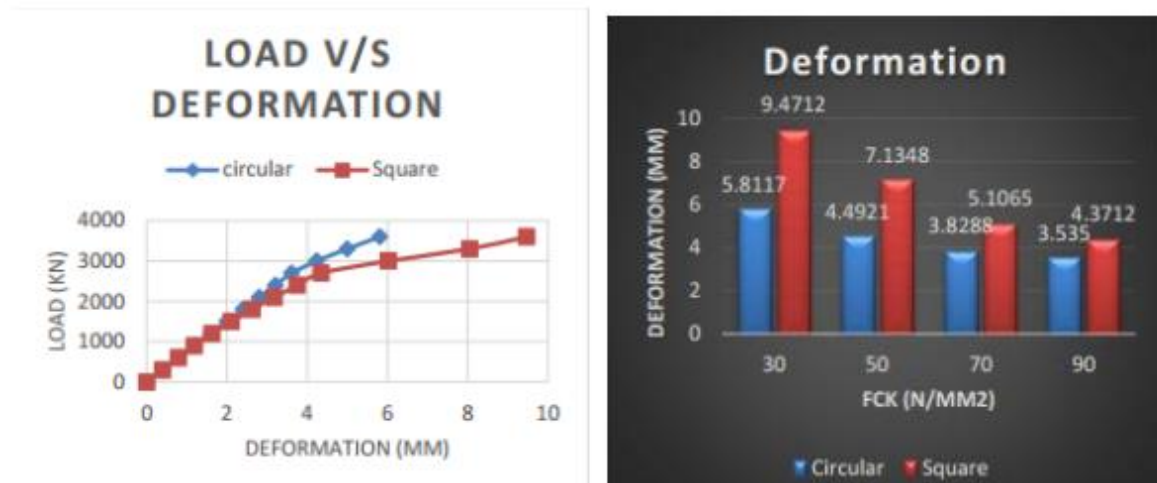 LOAD V/S
DEFORMATION
circular Square
4000
3000
2000
1000
0
LOAD (KN)
0 2 4 6 8 10
DEFORMATION (MM)
Deformation
9.4712
7.1348
5.8117
5.1065
4.4921
4.3712
3.8288
3.535
10
8
6
4
2
0
DEFORMATION (MM)
30 50 70 90
FCK (N/MM2)
Circular Square